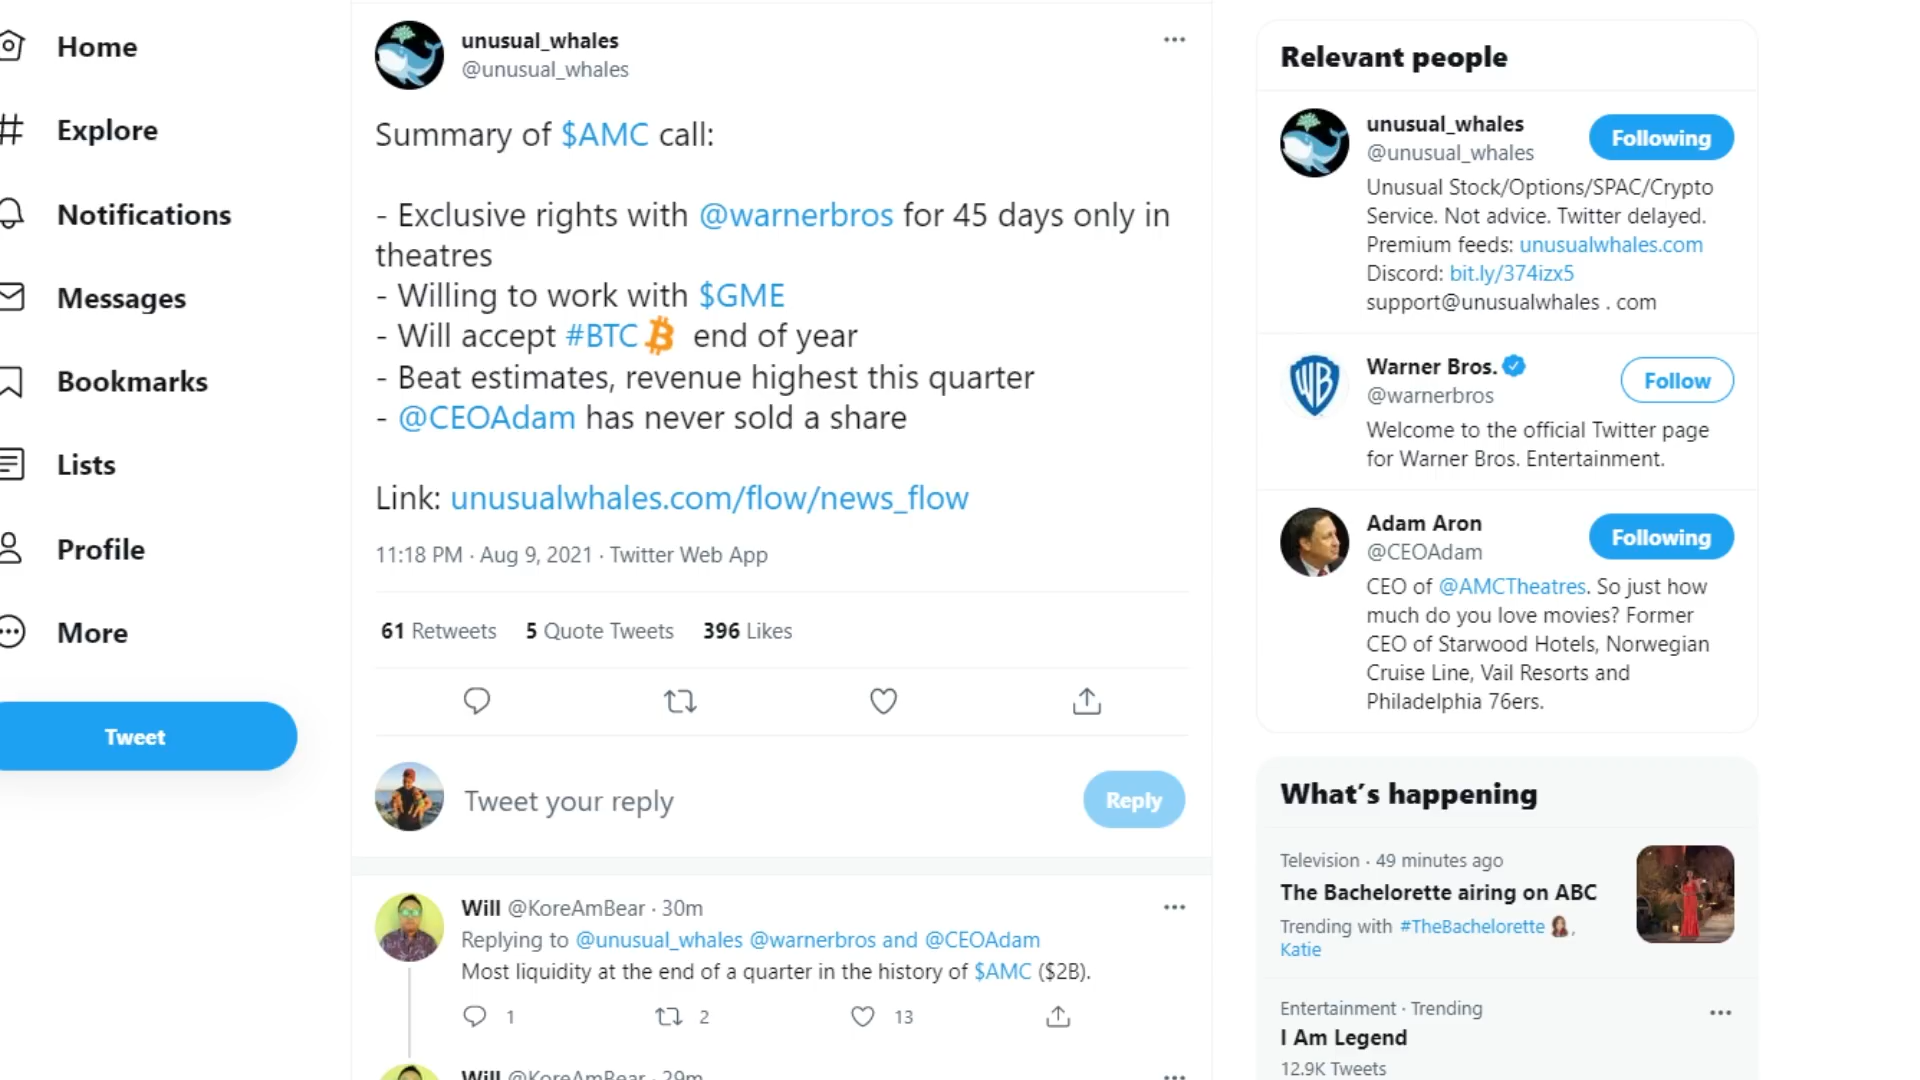 Home
Explore
Notifications
Messages
Bookmarks
Lists
Profile
More
Tweet
unusual_whales
@unusual_whales
Summary of $AMC call:
- Exclusive rights with @warnerbros for 45 days only in
theatres
- Willing to work with $GME
- Will accept #BTC end of year
- Beat estimates, revenue highest this quarter
- @CEOAdam has never sold a share
Link: unusualwhales.com/flow/news_flow
11:18 PM · Aug 9, 2021 · Twitter Web App
61 Retweets 5 Quote Tweets 396 Likes
Tweet your reply
Reply
Will @KoreAmBear · 30m
Replying to @unusual_whales @warnerbros and @CEOAdam
Most liquidity at the end of a quarter in the history of $AMC ($2B).
1 2 13
Will @KoreAmBear · 29m
Relevant people
unusual_whales
@unusual_whales
Following
Unusual Stock/Options/SPAC/Crypto
Service. Not advice. Twitter delayed.
Premium feeds: unusualwhales.com
Discord: bit.ly/374izx5
support@unusualwhales . com
WB
Warner Bros.
@warnerbros
Follow
Welcome to the official Twitter page
for Warner Bros. Entertainment.
Adam Aron
@CEOAdam
Following
CEO of @AMCTheatres. So just how
much do you love movies? Former
CEO of Starwood Hotels, Norwegian
Cruise Line, Vail Resorts and
Philadelphia 76ers.
What's happening
Television · 49 minutes ago
The Bachelorette airing on ABC
Trending with #TheBachelorette ,
Katie
Entertainment · Trending
I Am Legend
12.9K Tweets